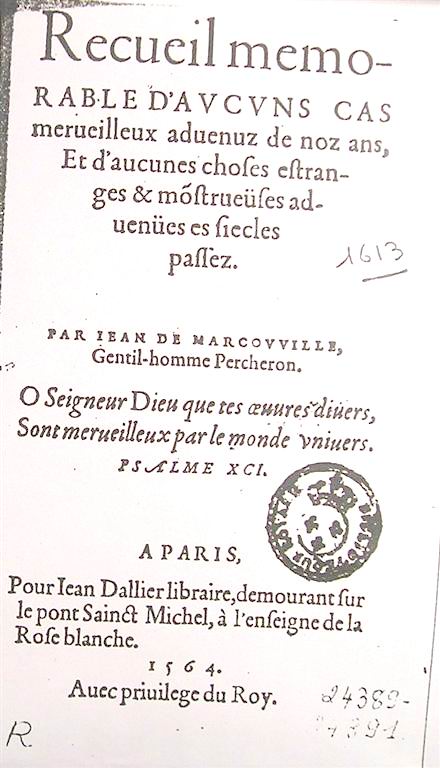 Recueil memo-
RABLE D'AVCVNS CAS
merueilleux aduenuz de noz ans,
Et d'aucunes choſes eſtran-
ges & mõſtrueüſes ad-
uenües es ſiecles
paſſez.
1613
PAR IEAN DE MARCOVVILLE,
Gentil-homme Percheron.
O Seigneur Dieu que tes œuures diuers,
Sont merueilleux par le monde vniuers.
PSALME XCI.
A PARIS,
Pour Iean Dallier libraire, demourant ſur
le pont Sainct Michel, à l'enſeigne de la
Roſe blanche.
1564.
Auec priuilege du Roy.
24389-
R.